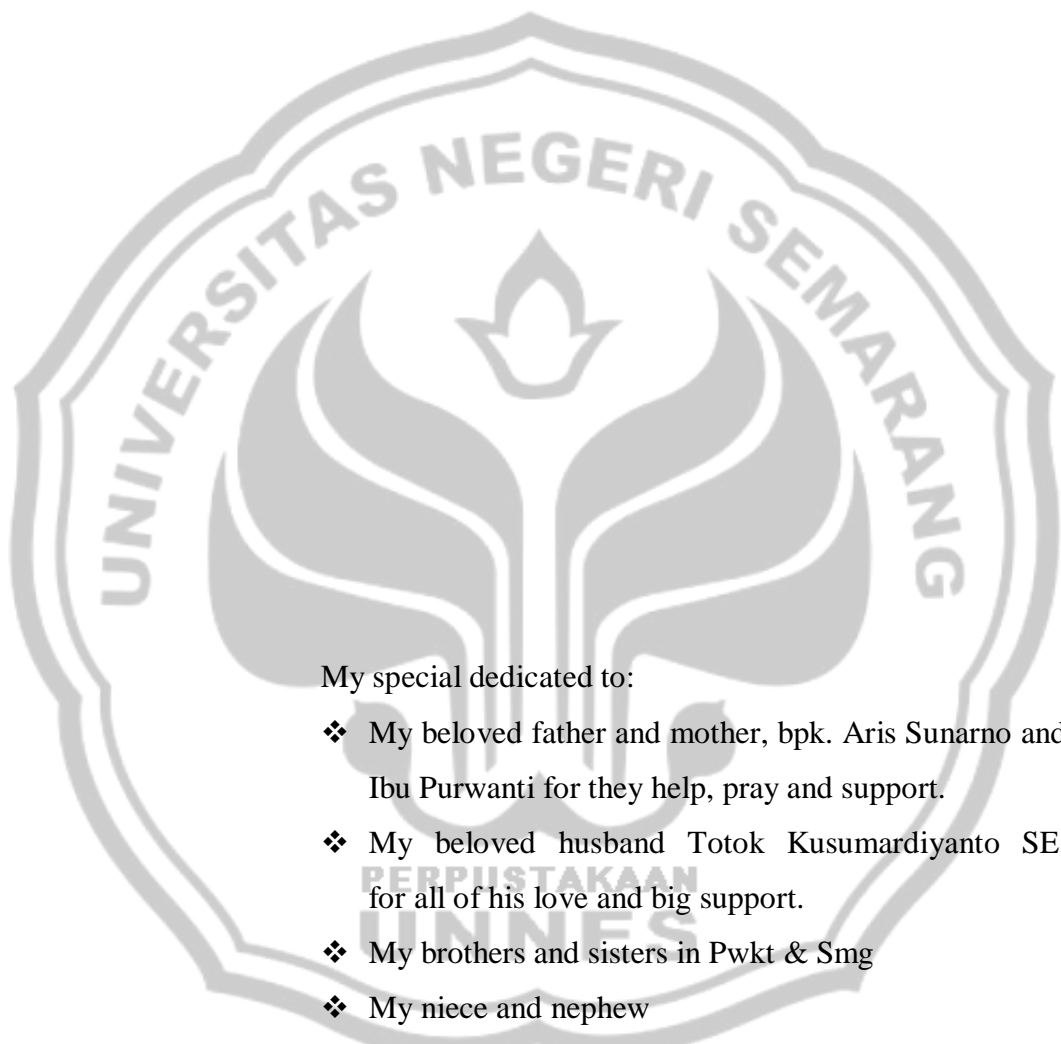 UNIVERSITAS NEGERI SEMARANG
My special dedicated to:
❖ My beloved father and mother, bpk. Aris Sunarno and
Ibu Purwanti for they help, pray and support.
❖ My beloved husband Totok Kusumardiyanto SE
for all of his love and big support.
PERPUSTAKAAN
UNNES
❖ My brothers and sisters in Pwkt & Smg
❖ My niece and nephew